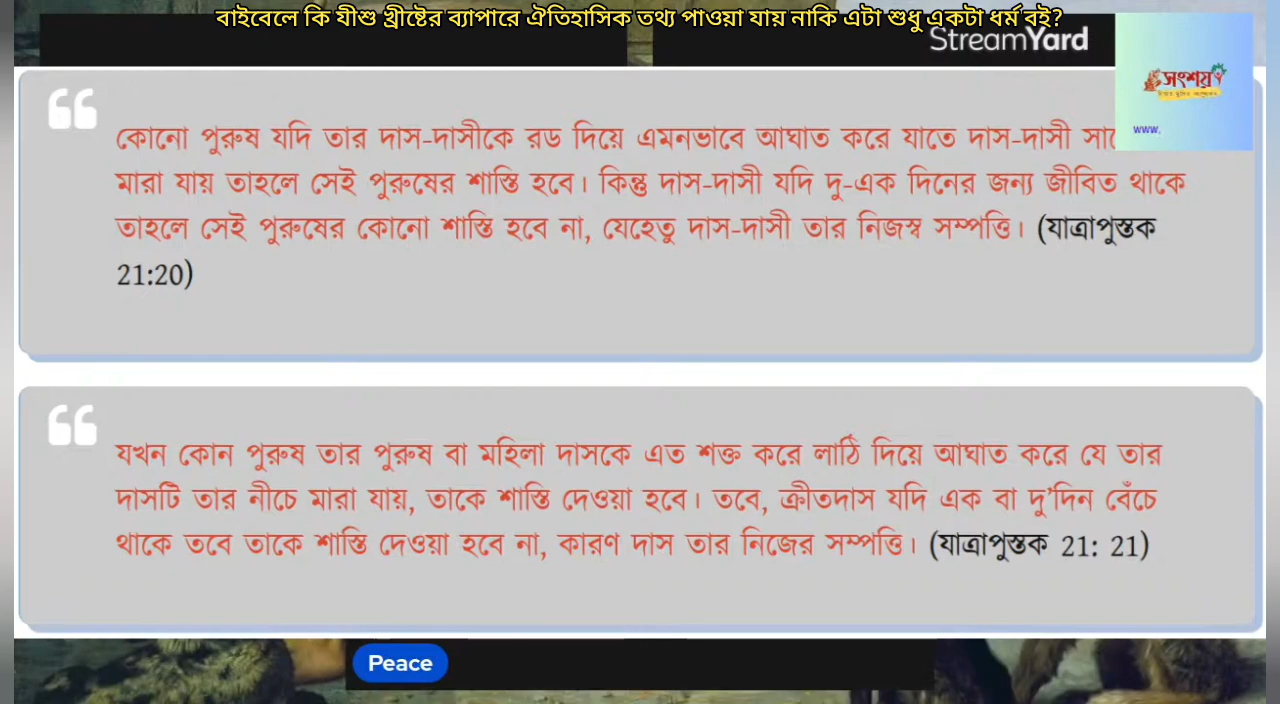 বাইবেলে কি যীশু খ্রীষ্টের ব্যাপারে ঐতিহাসিক তথ্য পাওয়া যায় নাকি এটা শুধু একটা ধর্ম বই?
StreamYard
সংশয়
www.
কোনো পুরুষ যদি তার দাস-দাসীকে রড দিয়ে এমনভাবে আঘাত করে যাতে দাস-দাসী
মারা যায় তাহলে সেই পুরুষের শাস্তি হবে। কিন্তু দাস-দাসী যদি দু-এক দিনের জন্য জীবিত থাকে
তাহলে সেই পুরুষের কোনো শাস্তি হবে না, যেহেতু দাস-দাসী তার নিজস্ব সম্পত্তি। (যাত্রাপুস্তক
21:20)
যখন কোন পুরুষ তার পুরুষ বা মহিলা দাসকে এত শক্ত করে লাঠি দিয়ে আঘাত করে যে তার
দাসটি তার নীচে মারা যায়, তাকে শাস্তি দেওয়া হবে। তবে, ক্রীতদাস যদি এক বা দু’দিন বেঁচে
থাকে তবে তাকে শাস্তি দেওয়া হবে না, কারণ দাস তার নিজের সম্পত্তি। (যাত্রাপুস্তক 21: 21)
Peace